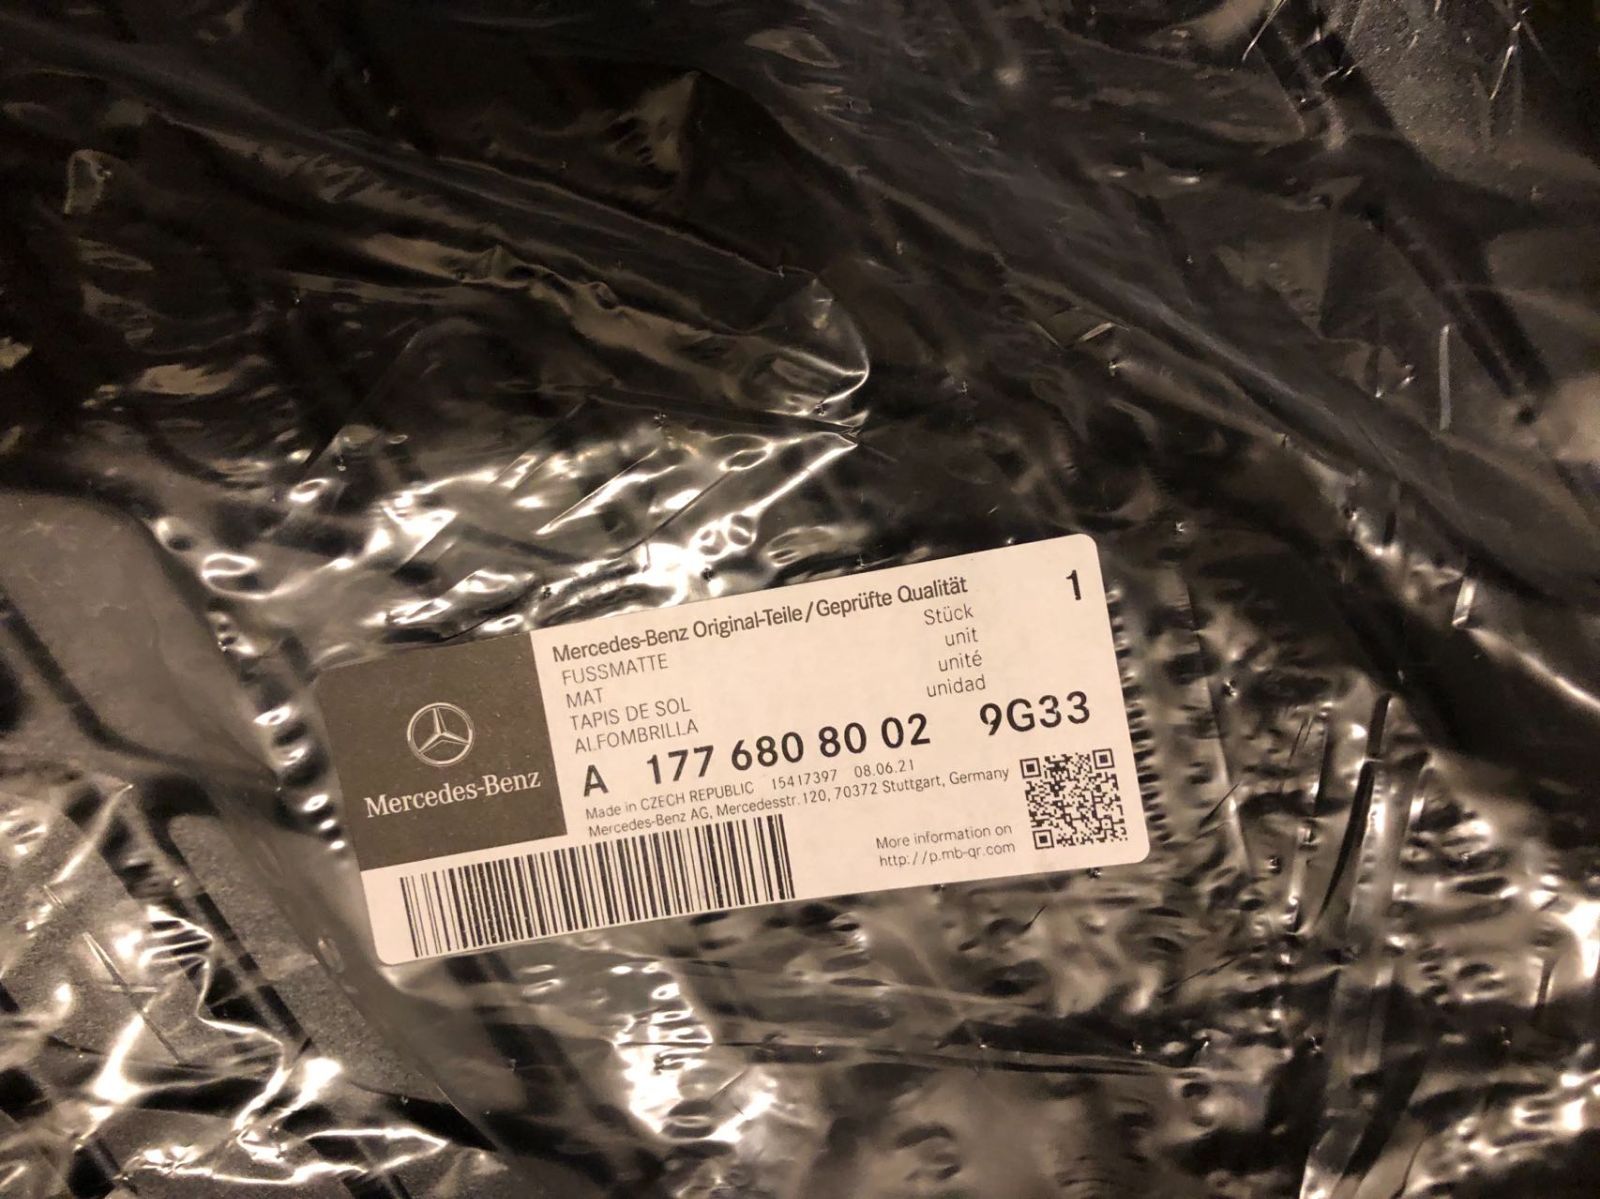 Mercedes-Benz Original-Teile/Geprüfte Qualität
1
FUSSMATTE
Stück
MAT
unit
TAPIS DE SOL
unité
ALFOMBRILLA
unidad
A 177 680 80 02 9G33
Made in CZECH REPUBLIC 15417397 08.06.21
Mercedes-Benz AG, Mercedesstr. 120, 70372 Stuttgart, Germany
Mercedes-Benz
More information on
http://p.mb-qr.com